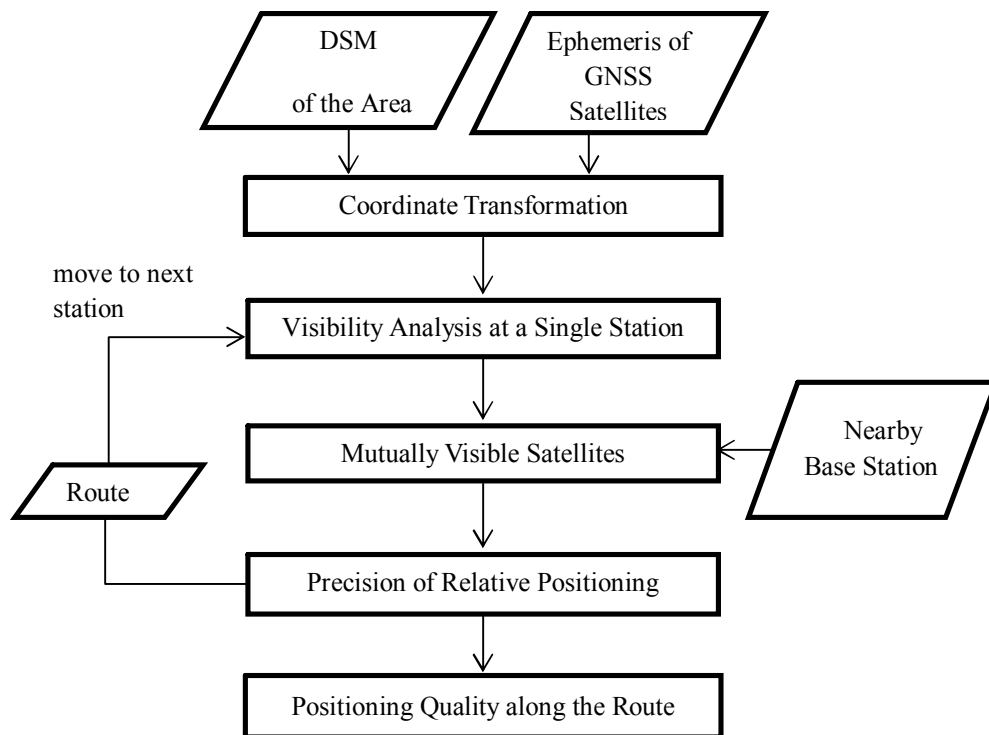 DSM
of the Area
Ephemeris of
GNSS
Satellites
Coordinate Transformation
move to next
station
Visibility Analysis at a Single Station
Mutually Visible Satellites
Nearby
Base Station
Route
Precision of Relative Positioning
Positioning Quality along the Route